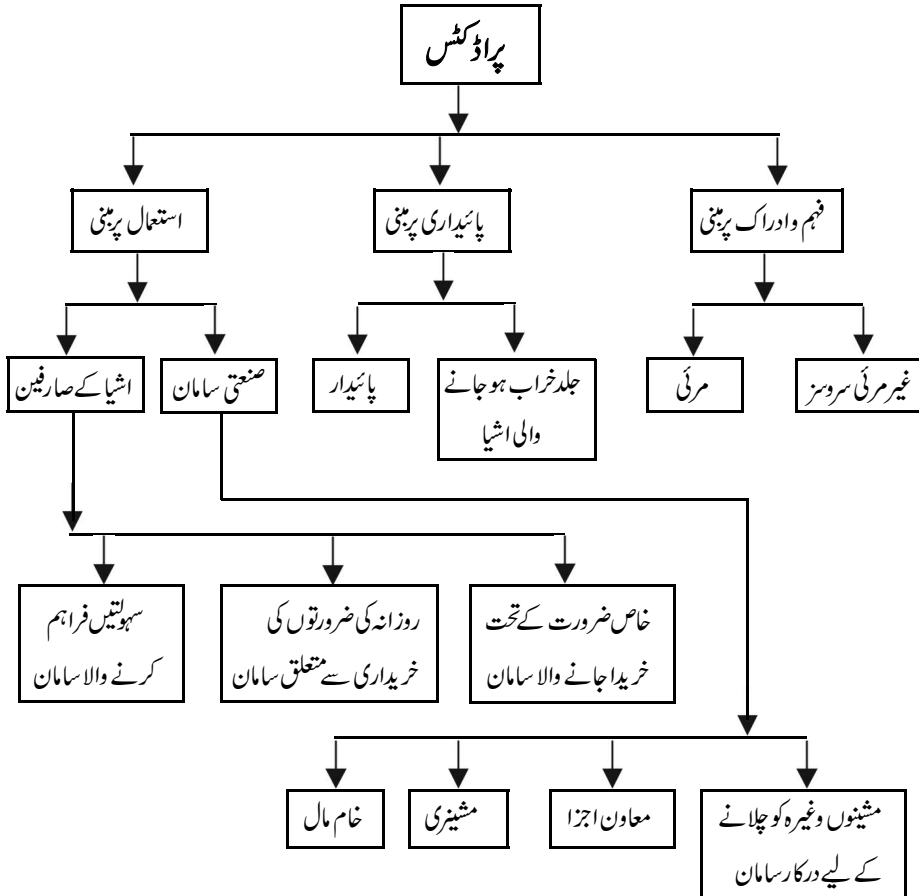 پراڈکٹس
فہم و ادراک پر مبنی
پائیداری پر مبنی
استعمال پر مبنی
غیر مرئی سروسز
مرئی
جلد خراب ہو جانے
والی اشیا
پائیدار
صنعتی سامان
اشیا کے صارفین
خاص ضرورت کے تحت
خریدا جانے والا سامان
روزانہ کی ضرورتوں کی
خریداری سے متعلق سامان
سہولتیں فراہم
کرنے والا سامان
مشینوں وغیرہ کو چلانے
کے لیے درکار سامان
معاون اجزا
مشینری
خام مال